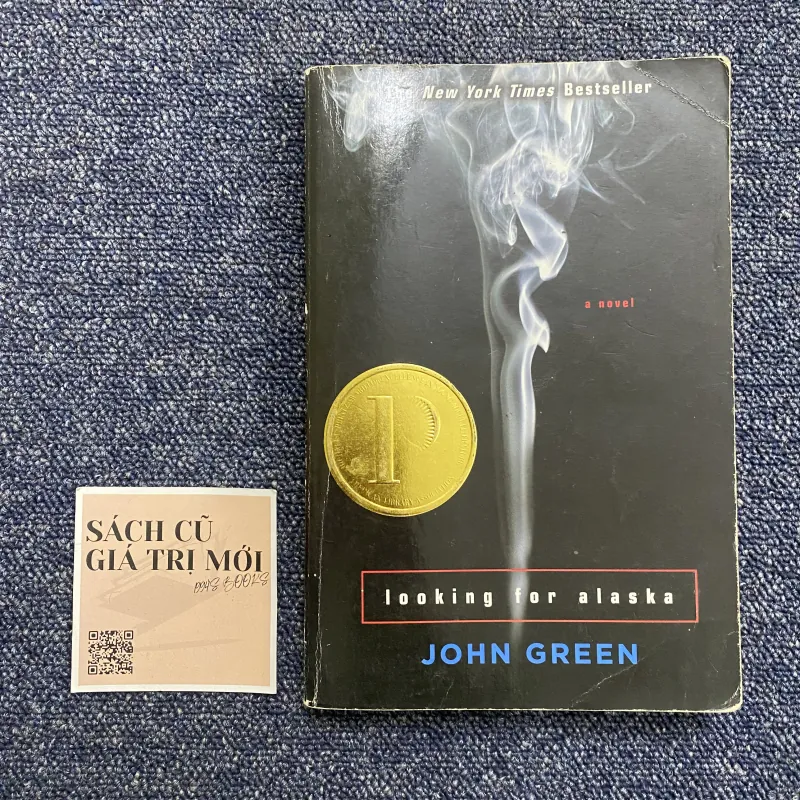 The New York Times Bestseller
a novel
P
looking for alaska
JOHN GREEN
SÁCH CŨ
GIÁ TRỊ MỚI